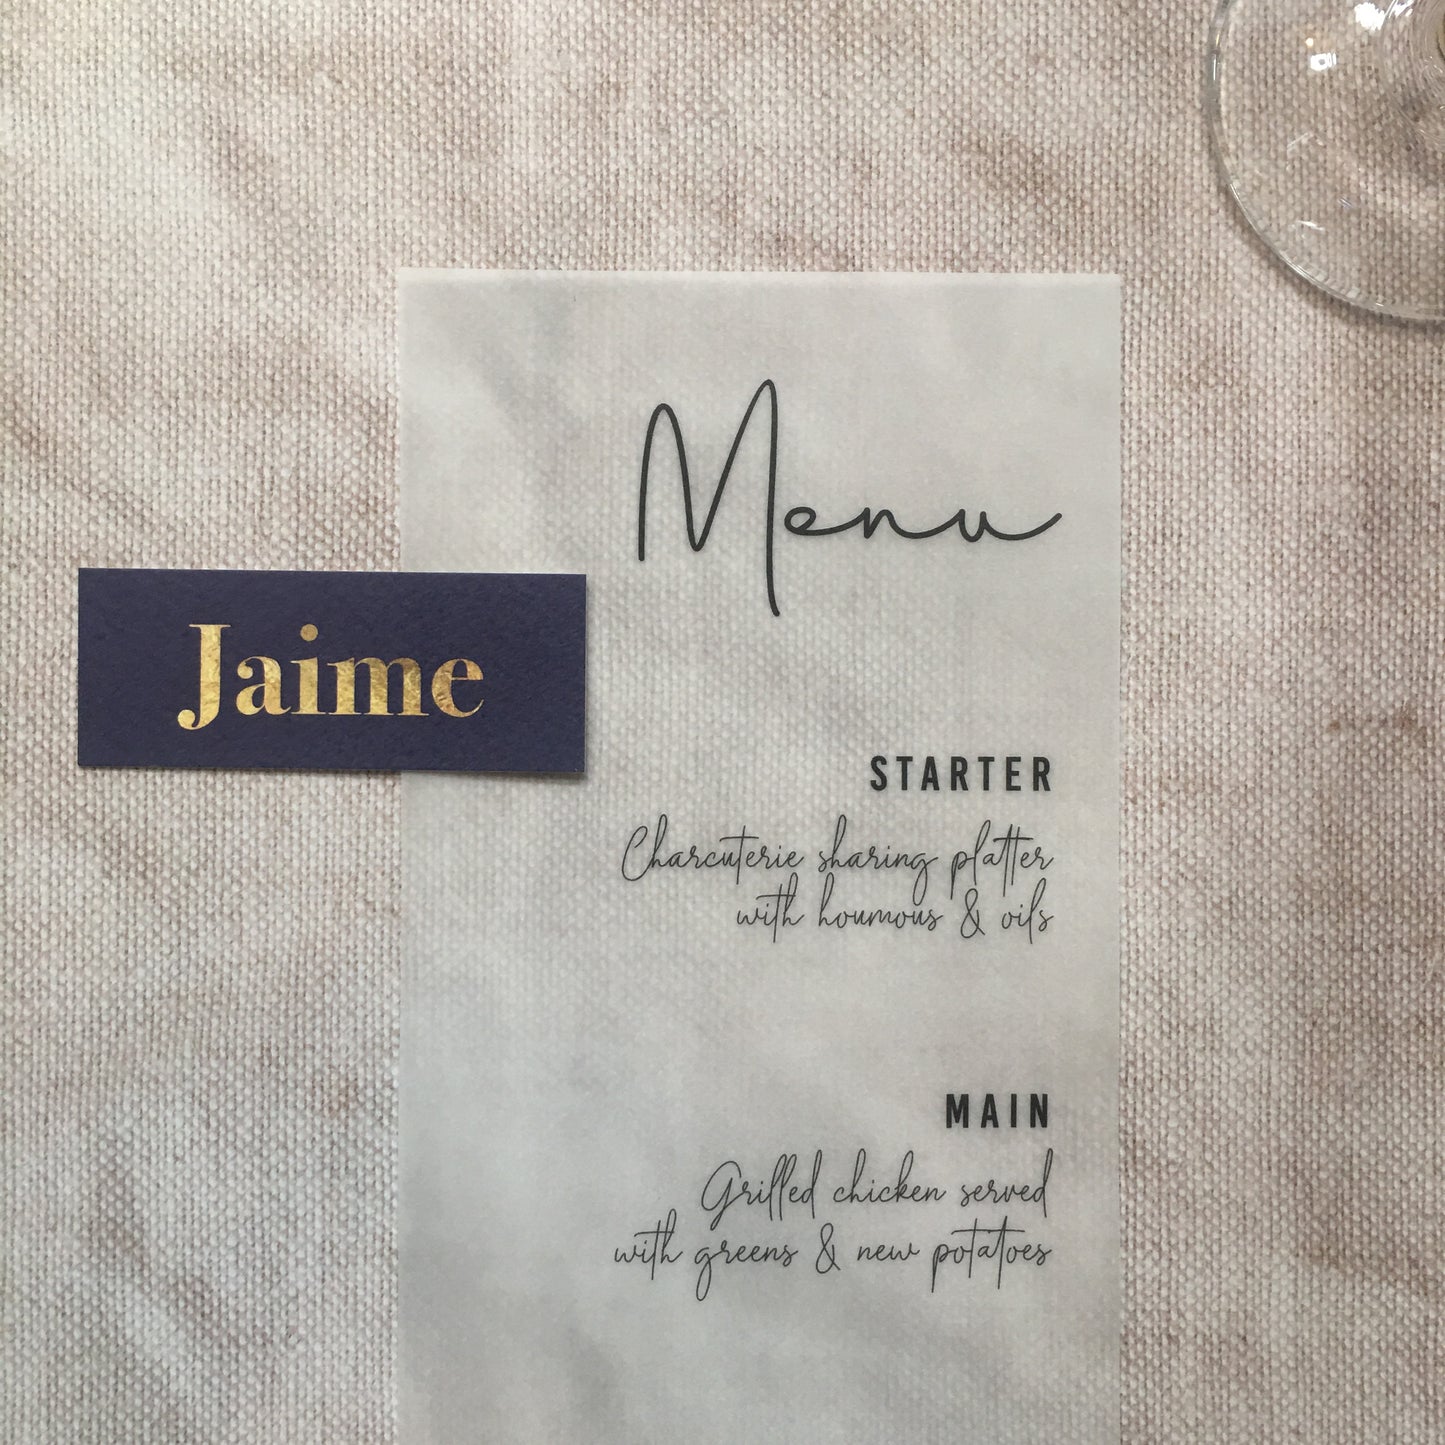 Menu
Jaime
STARTER
Charcuterie sharing platter
with houmous & oils
MAIN
Grilled chicken served
with greens & new potatoes